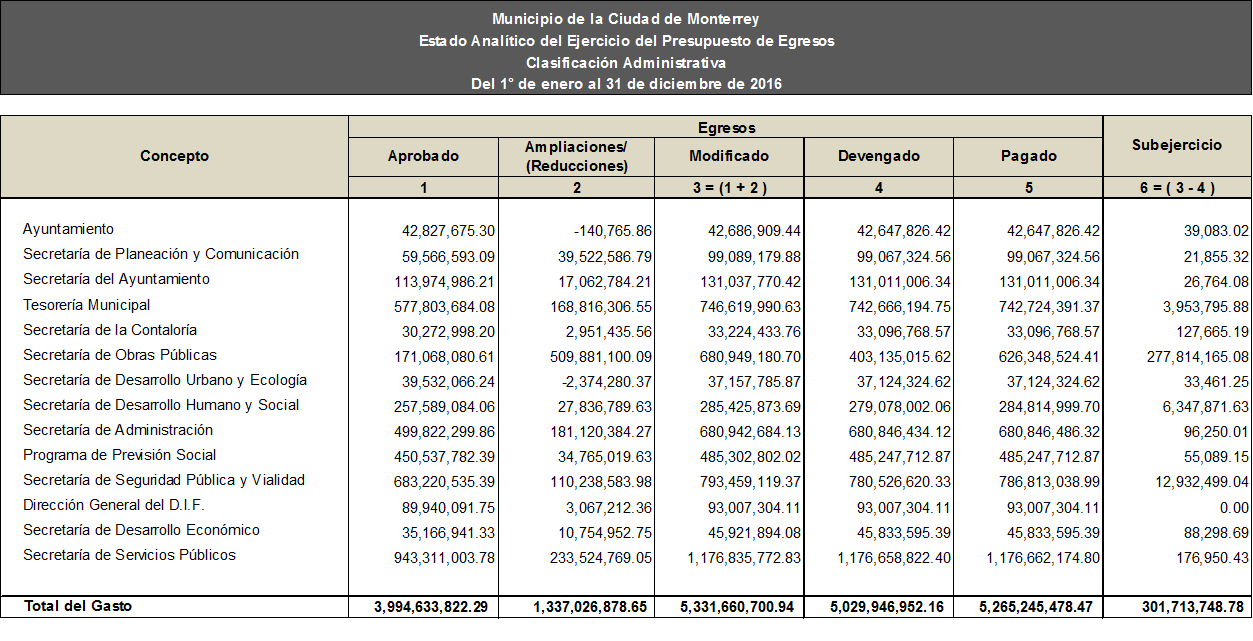 Municipio de la Ciudad de Monterrey
Estado Analítico del Ejercicio del Presupuesto de Egresos
Clasificación Administrativa
Del 1° de enero al 31 de diciembre de 2016
Egresos
Concepto Aprobado Ampliaciones/ (Reducciones) Modificado Devengado Pagado Subejercicio
1 2 3 = (1 + 2 ) 4 5 6 = ( 3 - 4 )
Ayuntamiento 42,827,675.30 -140,765.86 42,686,909.44 42,647,826.42 42,647,826.42 39,083.02
Secretaría de Planeación y Comunicación 59,566,593.09 39,522,586.79 99,089,179.88 99,067,324.56 99,067,324.56 21,855.32
Secretaría del Ayuntamiento 113,974,986.21 17,062,784.21 131,037,770.42 131,011,006.34 131,011,006.34 26,764.08
Tesorería Municipal 577,803,684.08 168,816,306.55 746,619,990.63 742,666,194.75 742,724,391.37 3,953,795.88
Secretaría de la Contaloría 30,272,998.20 2,951,435.56 33,224,433.76 33,096,768.57 33,096,768.57 127,665.19
Secretaría de Obras Públicas 171,068,080.61 509,881,100.09 680,949,180.70 403,135,015.62 626,348,524.41 277,814,165.08
Secretaría de Desarrollo Urbano y Ecología 39,532,066.24 -2,374,280.37 37,157,785.87 37,124,324.62 37,124,324.62 33,461.25
Secretaría de Desarrollo Humano y Social 257,589,084.06 27,836,789.63 285,425,873.69 279,078,002.06 284,814,999.70 6,347,871.63
Secretaría de Administración 499,822,299.86 181,120,384.27 680,942,684.13 680,846,434.12 680,846,486.32 96,250.01
Programa de Previsión Social 450,537,782.39 34,765,019.63 485,302,802.02 485,247,712.87 485,247,712.87 55,089.15
Secretaría de Seguridad Pública y Vialidad 683,220,535.39 110,238,583.98 793,459,119.37 780,526,620.33 786,813,038.99 12,932,499.04
Dirección General del D.I.F. 89,940,091.75 3,067,212.36 93,007,304.11 93,007,304.11 93,007,304.11 0.00
Secretaría de Desarrollo Económico 35,166,941.33 10,754,952.75 45,921,894.08 45,833,595.39 45,833,595.39 88,298.69
Secretaría de Servicios Públicos 943,311,003.78 233,524,769.05 1,176,835,772.83 1,176,658,822.40 1,176,662,174.80 176,950.43
Total del Gasto 3,994,633,822.29 1,337,026,878.65 5,331,660,700.94 5,029,946,952.16 5,265,245,478.47 301,713,748.78